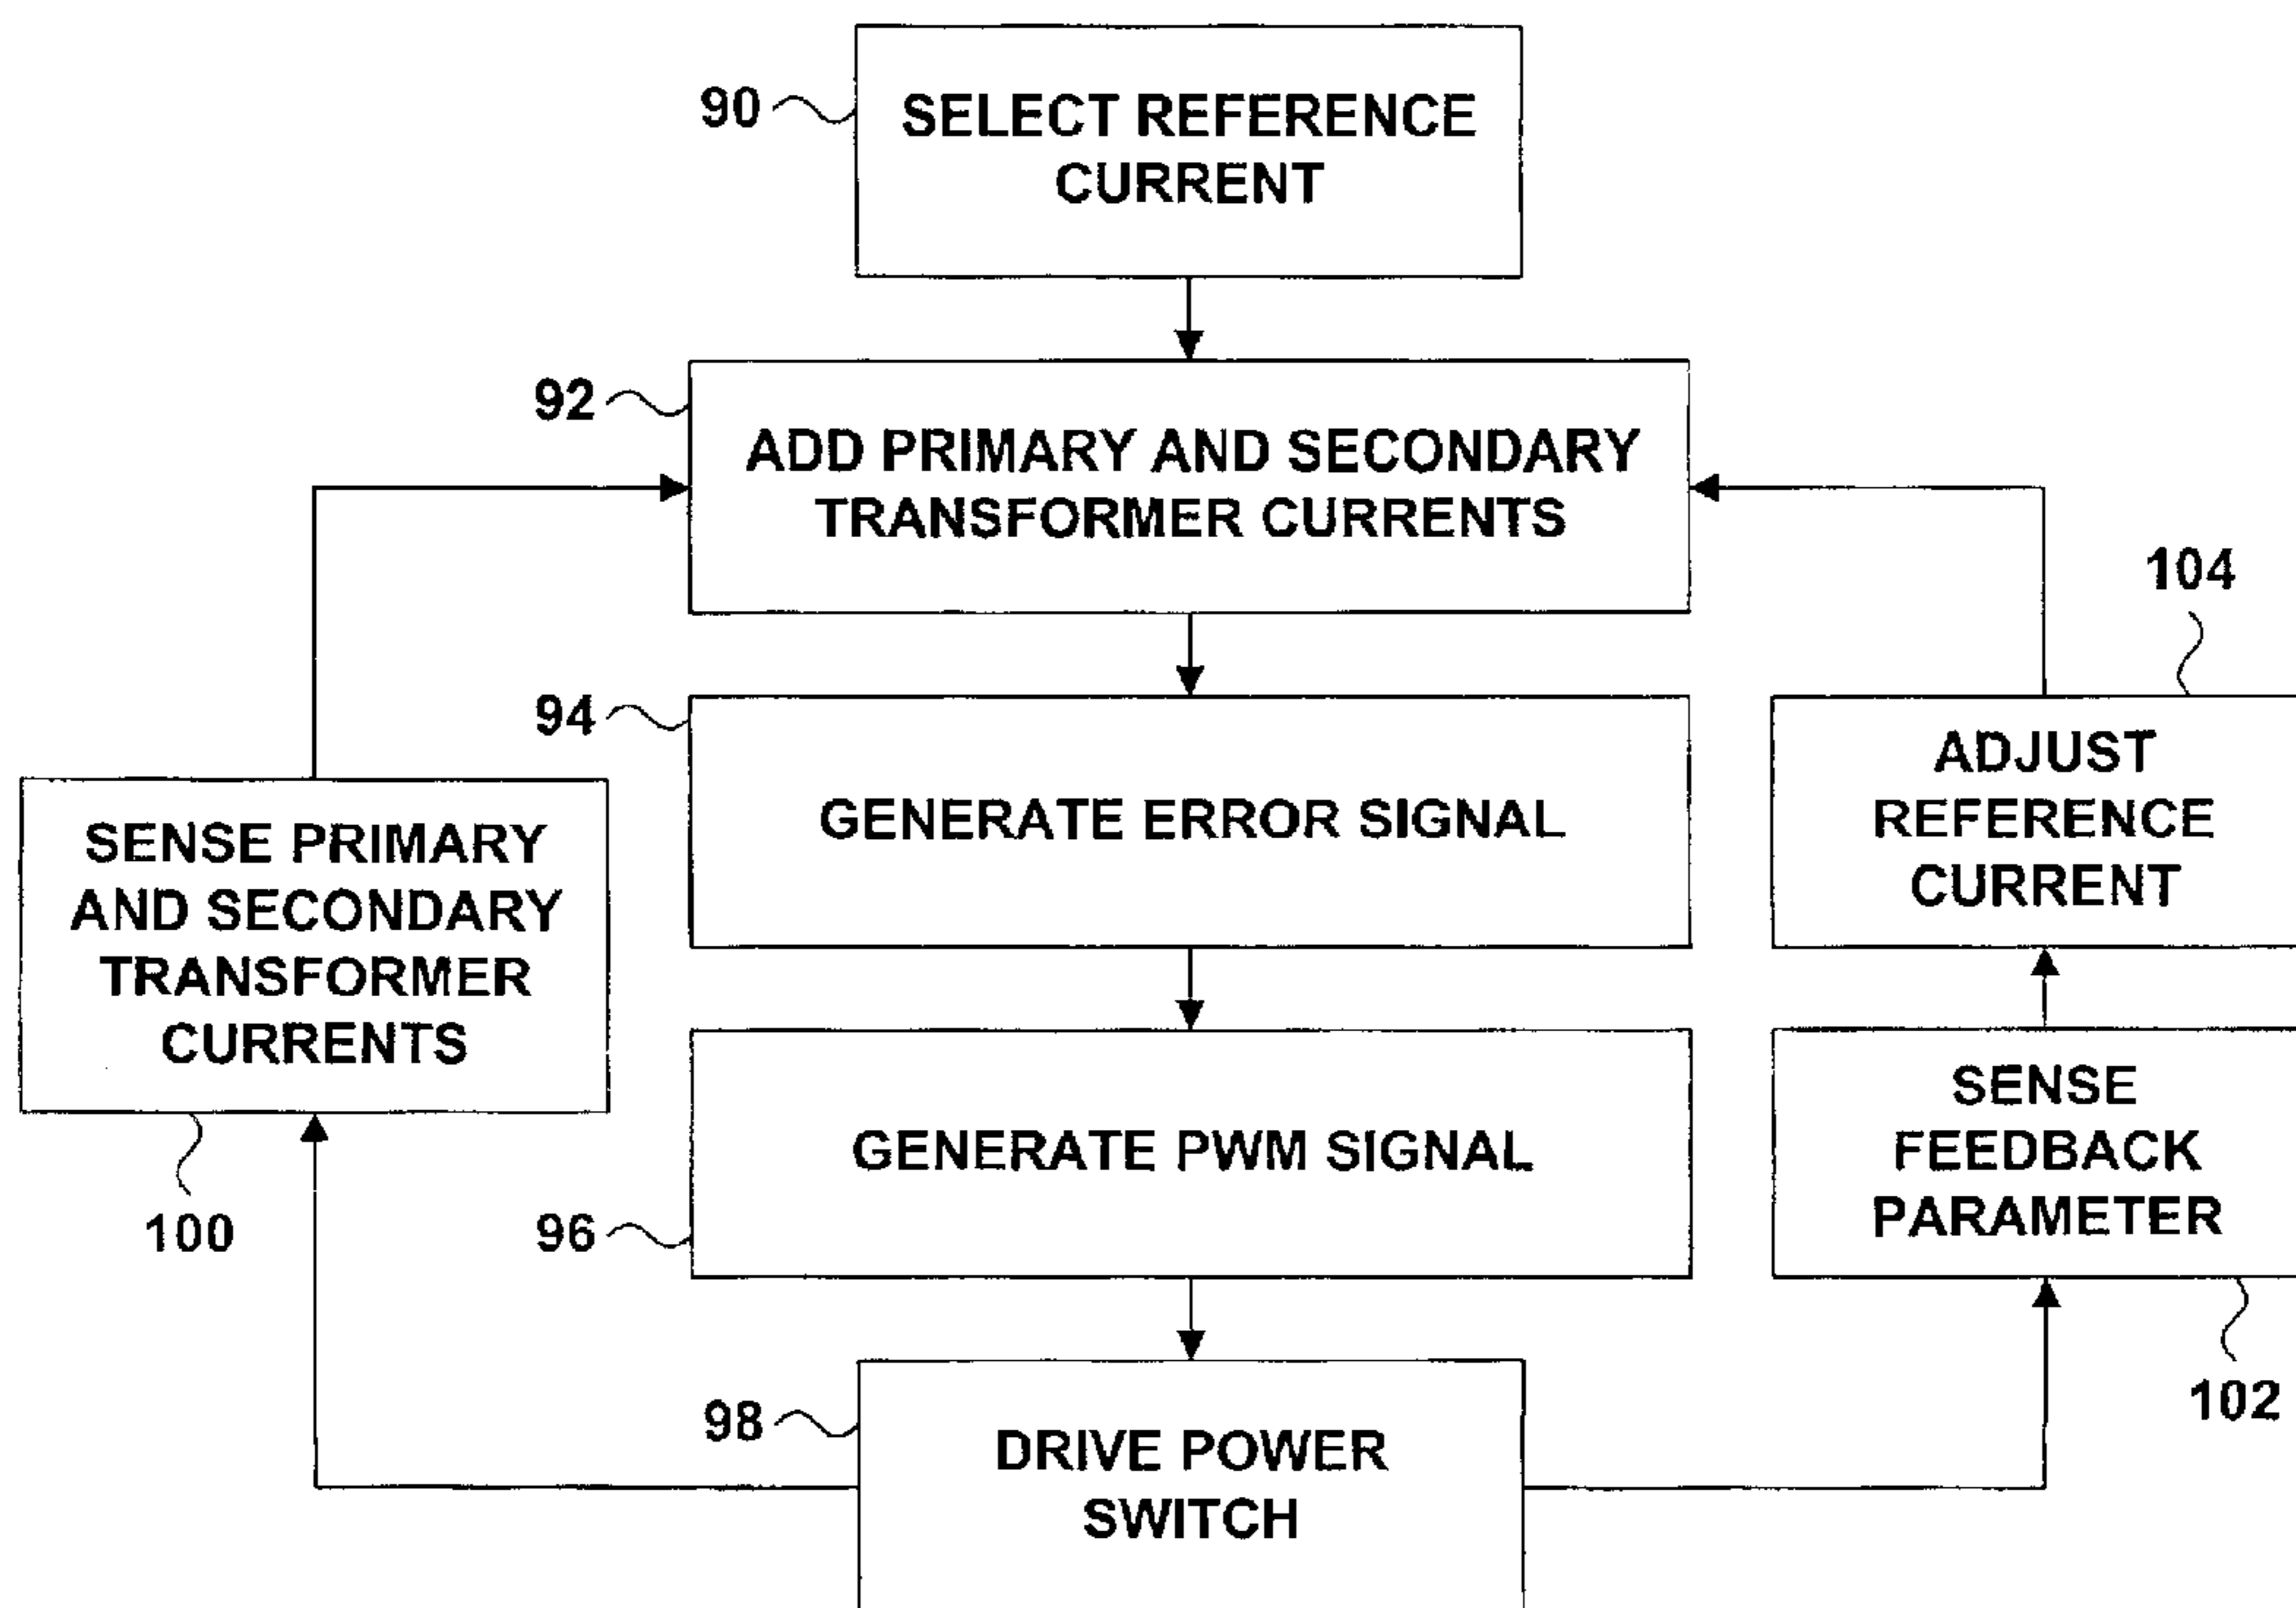 90
SELECT REFERENCE
CURRENT
92
ADD PRIMARY AND SECONDARY
TRANSFORMER CURRENTS
104
94
GENERATE ERROR SIGNAL
ADJUST
REFERENCE
CURRENT
SENSE PRIMARY
AND SECONDARY
TRANSFORMER
CURRENTS
100
96
GENERATE PWM SIGNAL
SENSE
FEEDBACK
PARAMETER
102
98
DRIVE POWER
SWITCH